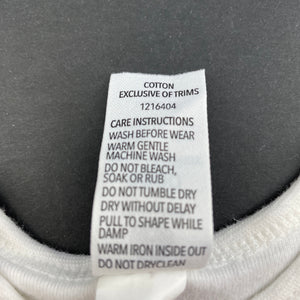 COTTON
EXCLUSIVE OF TRIMS
1216404
CARE INSTRUCTIONS
WASH BEFORE WEAR
WARM GENTLE
MACHINE WASH
DO NOT BLEACH,
SOAK OR RUB
DO NOT TUMBLE DRY
DRY WITHOUT DELAY
PULL TO SHAPE WHILE
DAMP
WARM IRON INSIDE OUT
DO NOT DRYCLEAN